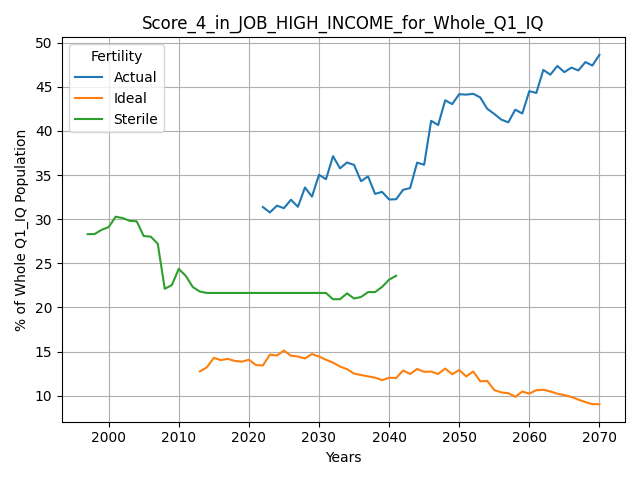 Score_4_in_JOB_HIGH_INCOME_for_Whole_Q1_IQ
Fertility
Actual
Ideal
Sterile
% of Whole Q1_IQ Population
50
45
40
35
30
25
20
15
10
2000
2010
2020
2030
2040
2050
2060
2070
Years